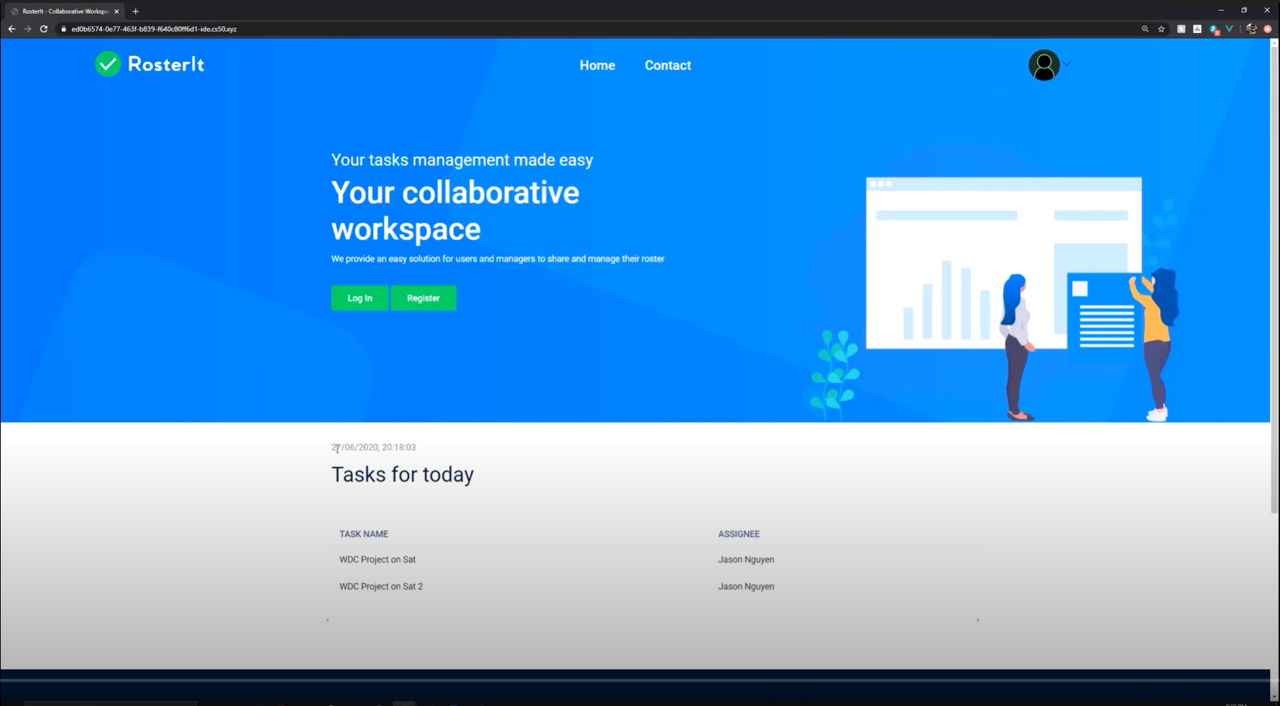 RosterIt - Collaborative Worksp
ed0b6574-0e77-463f-b839-f640c80fff6d1-ide.cs50.xyz
RosterIt
Home Contact
Your tasks management made easy
Your collaborative
workspace
We provide an easy solution for users and managers to share and manage their roster
Log In Register
27/06/2020, 20:18:03
Tasks for today
TASK NAME ASSIGNEE
WDC Project on Sat Jason Nguyen
WDC Project on Sat 2 Jason Nguyen